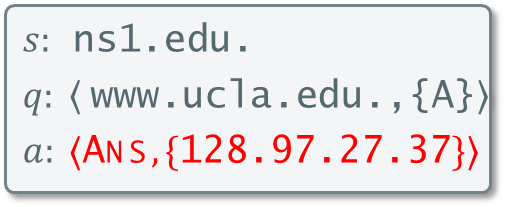 s: ns1.edu.
q: ⟨www.ucla.edu.,{A}⟩
a: ⟨ANS,{128.97.27.37}⟩